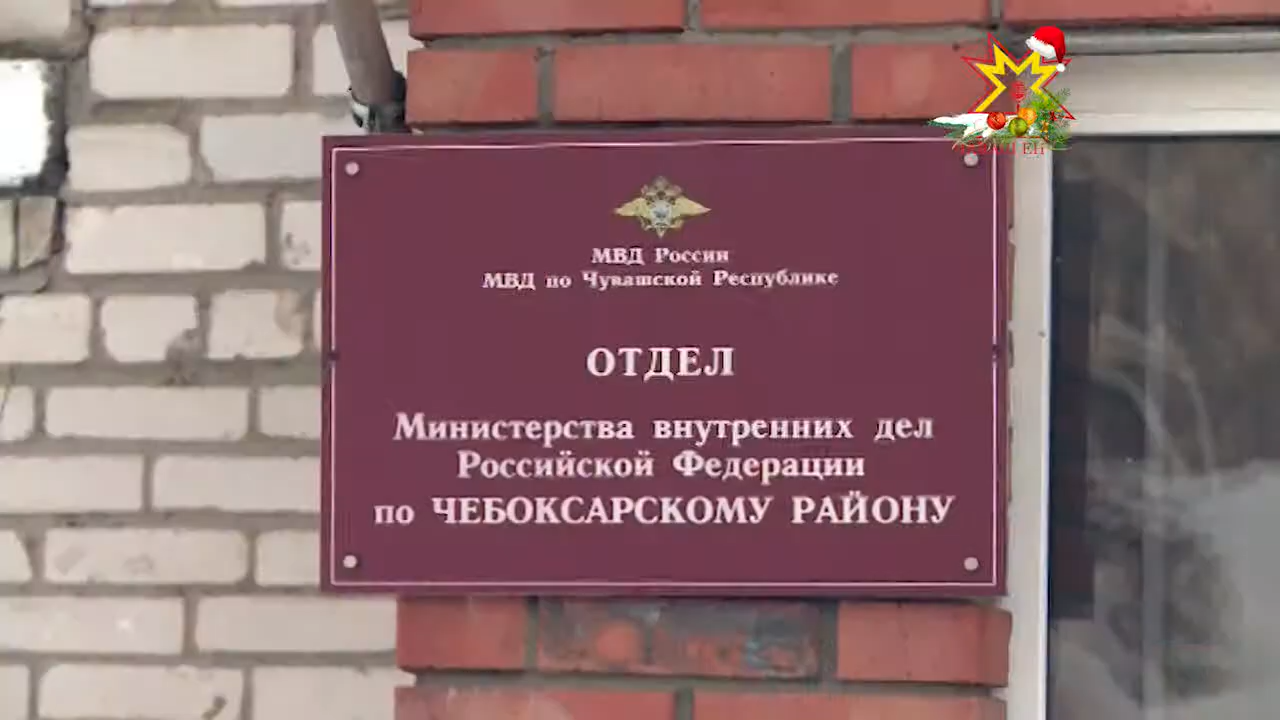 МВД России
МВД по Чувашской Республике
ОТДЕЛ
Министерства внутренних дел
Российской Федерации
по ЧЕБОКСАРСКОМУ РАЙОНУ